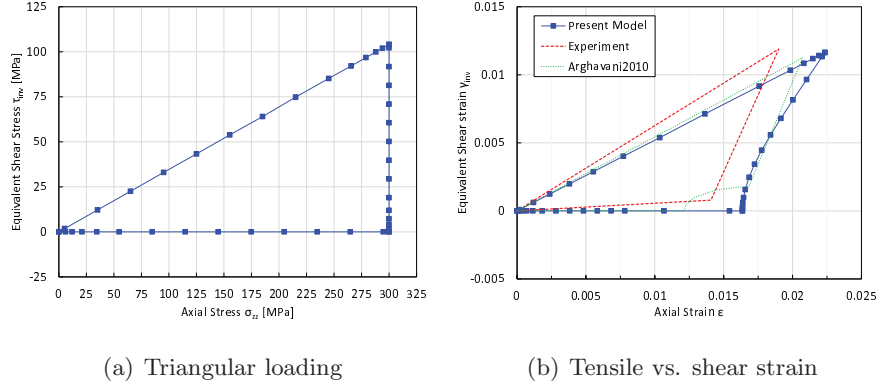 125
100
75
50
25
0
-25
0 25 50 75 100 125 150 175 200 225 250 275 300 325
Equivalent Shear Stress τinv [MPa]
Axial Stress σzz [MPa]
(a) Triangular loading
0.015
0.01
0.005
0
-0.005
0 0.005 0.01 0.015 0.02 0.025
Equivalent Shear strain γinv
Axial Strain ε
Present Model
Experiment
Arghavani2010
(b) Tensile vs. shear strain